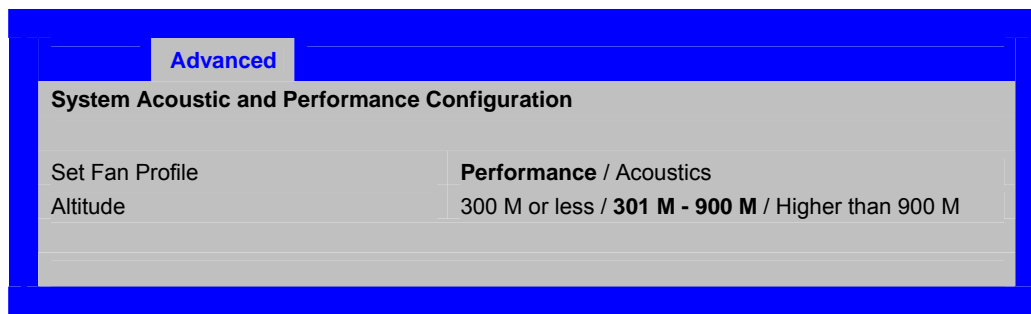 Advanced
System Acoustic and Performance Configuration
Set Fan Profile Performance / Acoustics
Altitude 300 M or less / 301 M - 900 M / Higher than 900 M